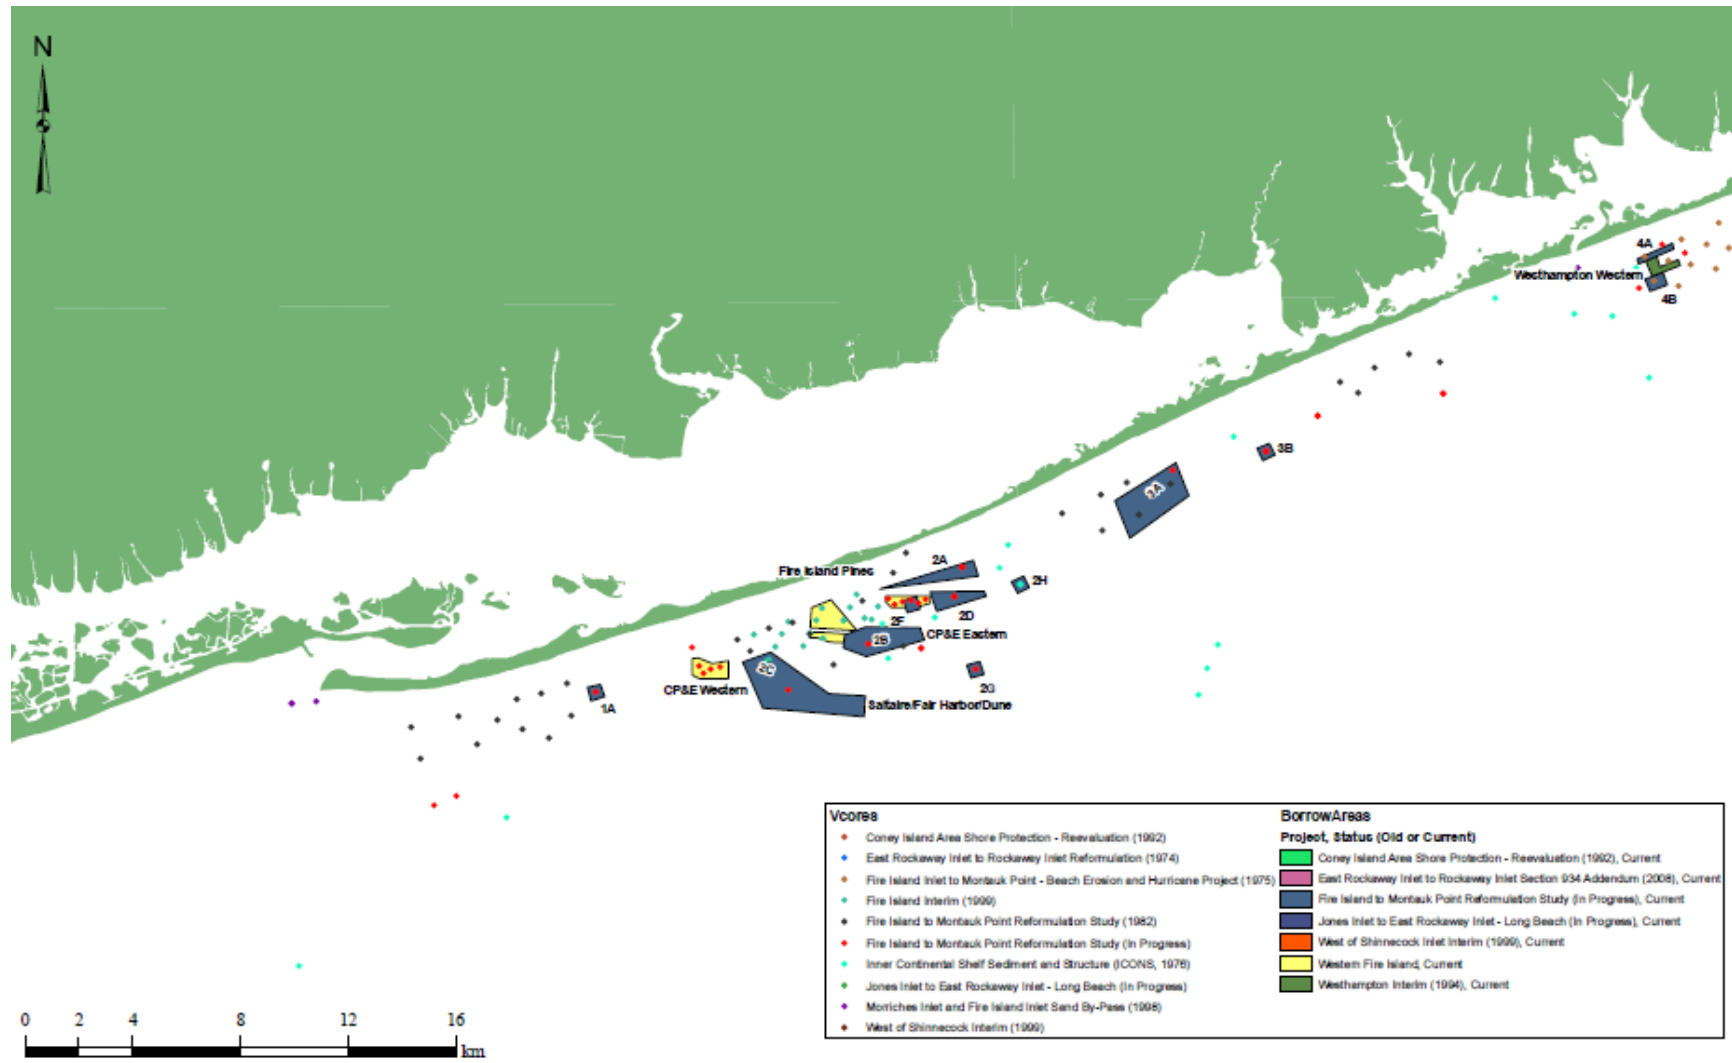 N
4A
Westhampton Western
4B
3B
3A
2A
Fire Island Pines
2H
2F
2D
2B
CP&E Eastern
2C
2G
CP&E Western
1A
Saltaire/Fair Harbor/Dune
Vcores
Coney Island Area Shore Protection - Reevaluation (1992)
East Rockaway Inlet to Rockaway Inlet Reformulation (1974)
Fire Island Inlet to Montauk Point - Beach Erosion and Hurricane Project (1975)
Fire Island Interim (1999)
Fire Island to Montauk Point Reformulation Study (1982)
Fire Island to Montauk Point Reformulation Study (In Progress)
Inner Continental Shelf Sediment and Structure (ICONS, 1976)
Jones Inlet to East Rockaway Inlet - Long Beach (In Progress)
Morriches Inlet and Fire Island Inlet Sand By-Pass (1998)
West of Shinnecock Interim (1999)
BorrowAreas
Project, Status (Old or Current)
Coney Island Area Shore Protection - Reevaluation (1992), Current
East Rockaway Inlet to Rockaway Inlet Section 934 Addendum (2008), Current
Fire Island to Montauk Point Reformulation Study (In Progress), Current
Jones Inlet to East Rockaway Inlet - Long Beach (In Progress), Current
West of Shinnecock Inlet Interim (1999), Current
Western Fire Island, Current
Westhampton Interim (1994), Current
0 2 4 8 12 16
km